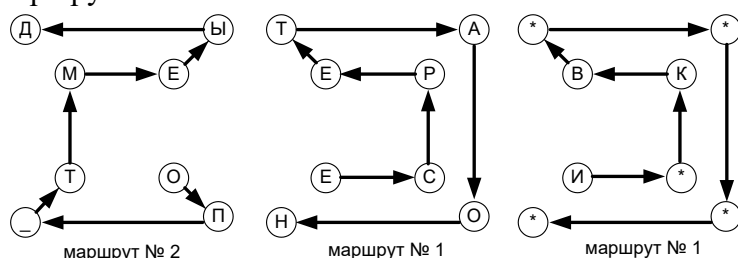 Д Ы Т А * *
М Е Е Р В К
Т О Е С И *
_ П Н О * *
маршрут № 2 маршрут № 1 маршрут № 1